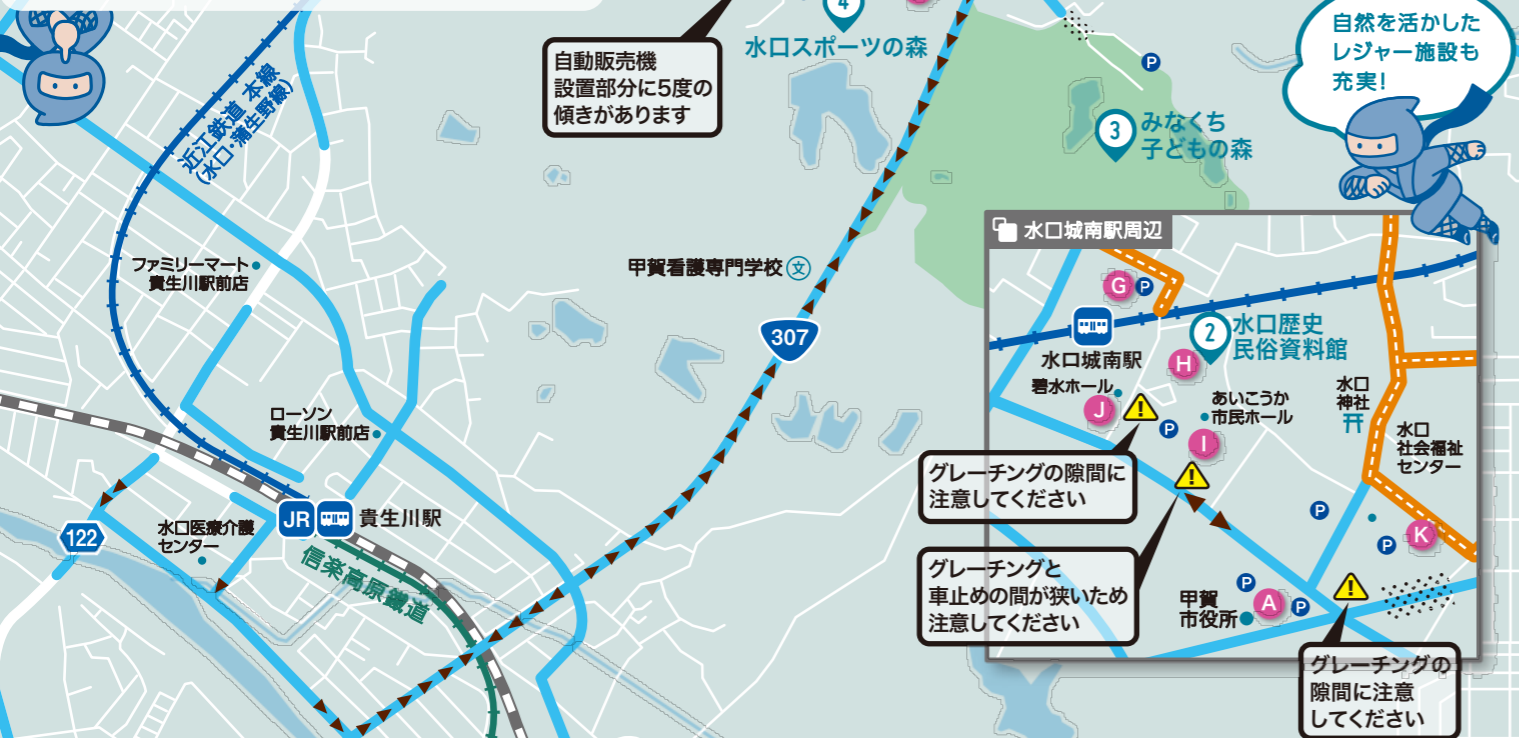 4
水口スポーツの森
自動販売機
設置部分に5度の
傾きがあります
近江鉄道 本線
(水口・蒲生野線)
P
3
みなくち
子どもの森
自然を活かした
レジャー施設も
充実!
ファミリーマート
貴生川駅前店
甲賀看護専門学校
文
307
ローソン
貴生川駅前店
JR
貴生川駅
122
水口医療介護
センター
信楽高原鐵道
水口城南駅周辺
G
P
水口城南駅
2
水口歴史
民俗資料館
H
碧水ホール
J
!
P
あいこうか
市民ホール
I
!
水口
神社
水口
社会福祉
センター
グレーチングの隙間に
注意してください
P
P
K
グレーチングと
車止めの間が狭いため
注意してください
甲賀
市役所
P
A
P
!
グレーチングの
隙間に注意
してください